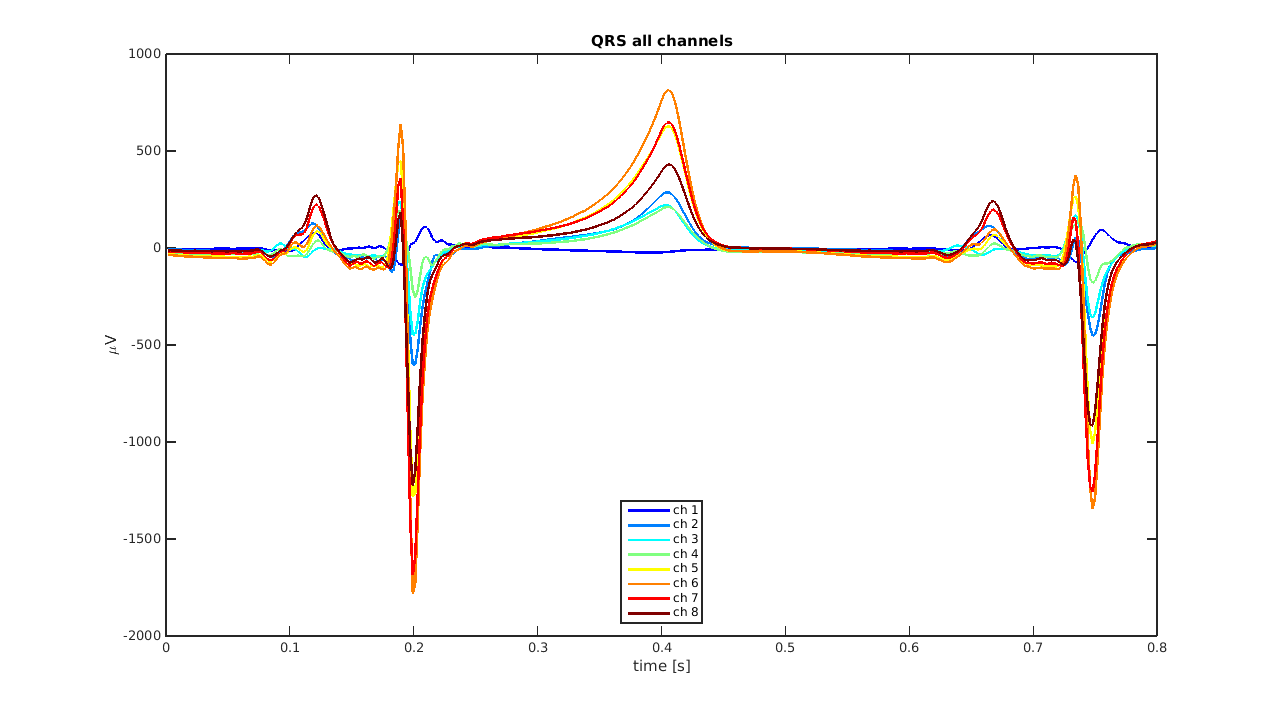 QRS all channels
1000
500
0
-500
-1000
-1500
-2000
μV
0 0.1 0.2 0.3 0.4 0.5 0.6 0.7 0.8
time [s]
ch 1
ch 2
ch 3
ch 4
ch 5
ch 6
ch 7
ch 8